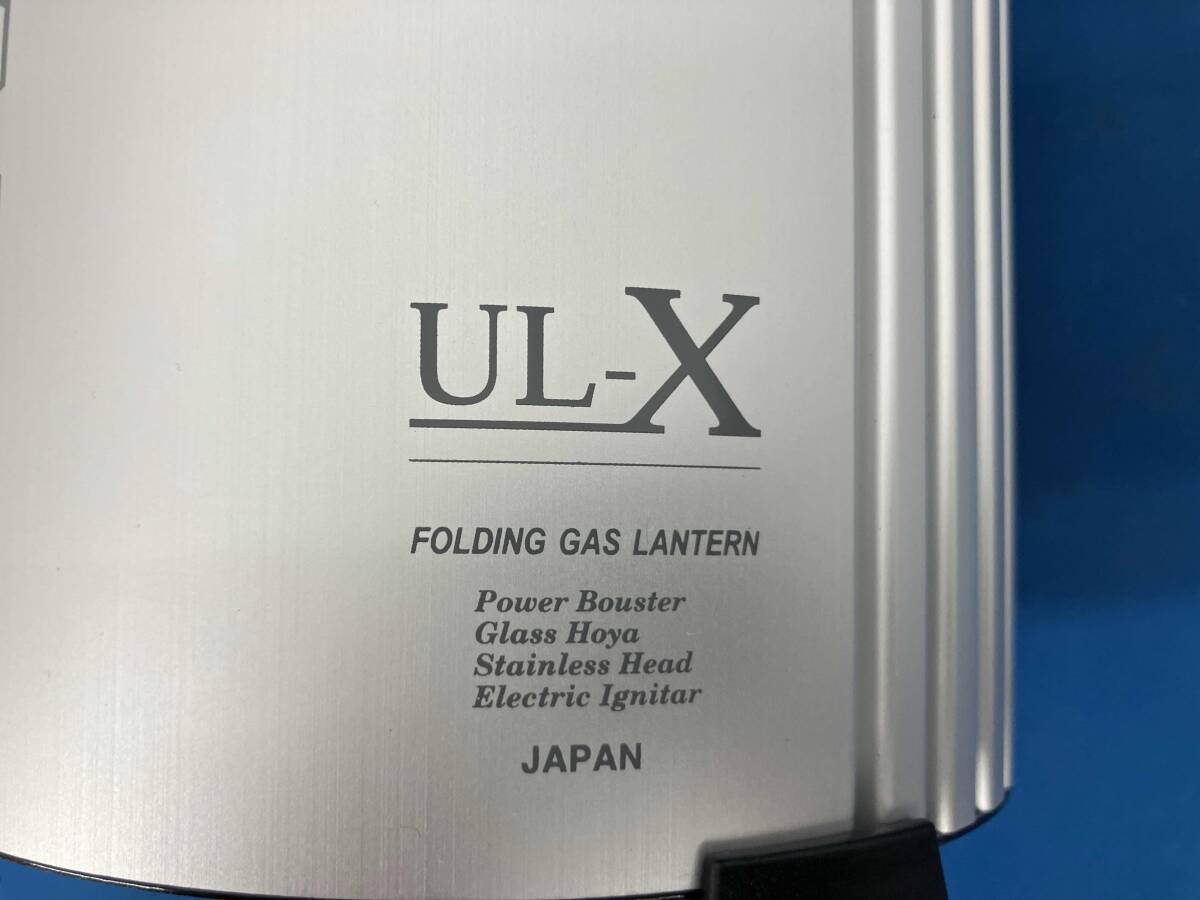 UL-X
FOLDING GAS LANTERN
Power Bouster
Glass Hoya
Stainless Head
Electric Ignitar
JAPAN